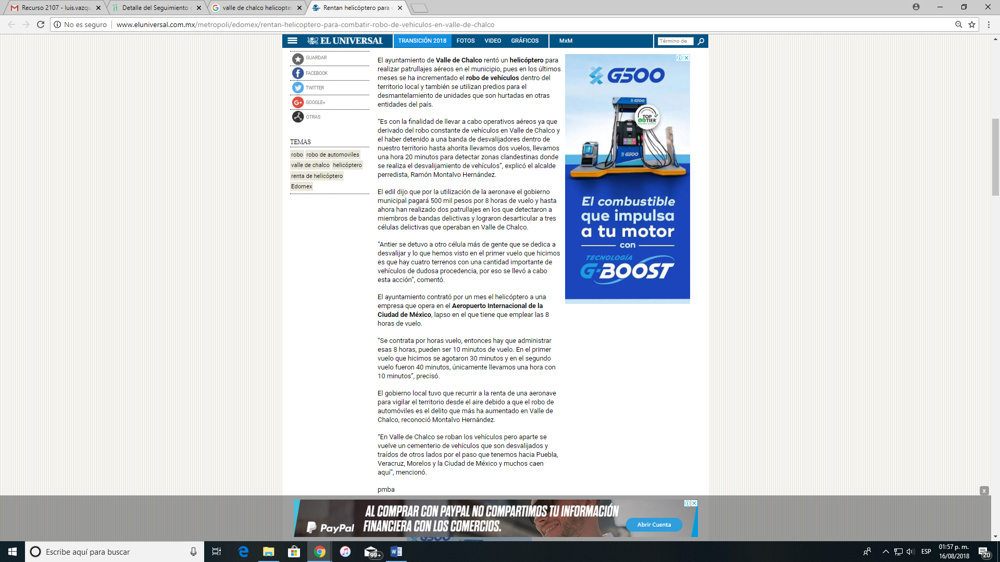 Recurso 2107 - luis.vazqu
Detalle del Seguimiento d
valle de chalco helicopter
Rentan helicóptero para c
No es seguro
www.eluniversal.com.mx/metropoli/edomex/rentan-helicoptero-para-combatir-robo-de-vehiculos-en-valle-de-chalco
EL UNIVERSAL
TRANSICIÓN 2018 FOTOS VIDEO GRÁFICOS MxM
Término de
GUARDAR
FACEBOOK
TWITTER
GOOGLE+
OTRAS
TEMAS
robo robo de automoviles
valle de chalco helicóptero
renta de helicóptero
Edomex
El ayuntamiento de Valle de Chalco rentó un helicóptero para
realizar patrullajes aéreos en el municipio, pues en los últimos
meses se ha incrementado el robo de vehículos dentro del
territorio local y también se utilizan predios para el
desmantelamiento de unidades que son hurtadas en otras
entidades del país.
“Es con la finalidad de llevar a cabo operativos aéreos ya que
derivado del robo constante de vehículos en Valle de Chalco y
el haber detenido a una banda de desvalijadores dentro de
nuestro territorio hasta ahorita llevamos dos vuelos, llevamos
una hora 20 minutos para detectar zonas clandestinas donde
se realiza el desvalijamiento de vehículos”, explicó el alcalde
perredista, Ramón Montalvo Hernández.
El edil dijo que por la utilización de la aeronave el gobierno
municipal pagará 500 mil pesos por 8 horas de vuelo y hasta
ahora han realizado dos patrullajes en los que detectaron a
miembros de bandas delictivas y lograron desarticular a tres
células delictivas que operaban en Valle de Chalco.
“Antier se detuvo a otro célula más de gente que se dedica a
desvalijar y lo que hemos visto en el primer vuelo que hicimos
es que hay cuatro terrenos con una cantidad importante de
vehículos de dudosa procedencia, por eso se llevó a cabo
esta acción”, comentó.
El ayuntamiento contrató por un mes el helicóptero a una
empresa que opera en el Aeropuerto Internacional de la
Ciudad de México, lapso en el que tiene que emplear las 8
horas de vuelo.
“Se contrata por horas vuelo, entonces hay que administrar
esas 8 horas, pueden ser 10 minutos de vuelo. En el primer
vuelo que hicimos se agotaron 30 minutos y en el segundo
vuelo fueron 40 minutos, únicamente llevamos una hora con
10 minutos”, precisó.
El gobierno local tuvo que recurrir a la renta de una aeronave
para vigilar el territorio desde el aire debido a que el robo de
automóviles es el delito que más ha aumentado en Valle de
Chalco, reconoció Montalvo Hernández.
“En Valle de Chalco se roban los vehículos pero aparte se
vuelve un cementerio de vehículos que son desvalijados y
traídos de otros lados por el paso que tenemos hacia Puebla,
Veracruz, Morelos y la Ciudad de México y muchos caen
aquí”, mencionó.
pmba
G500
G500
TOP
TIER
G500
El combustible
que impulsa
a tu motor
con
TECNOLOGÍA
G-BOOST
x
AL COMPRAR CON PAYPAL NO COMPARTIMOS TU INFORMACIÓN
FINANCIERA CON LOS COMERCIOS.
PayPal
Abrir Cuenta
G500
Escribe aquí para buscar
99+
ESP
01:57 p. m.
16/08/2018
20